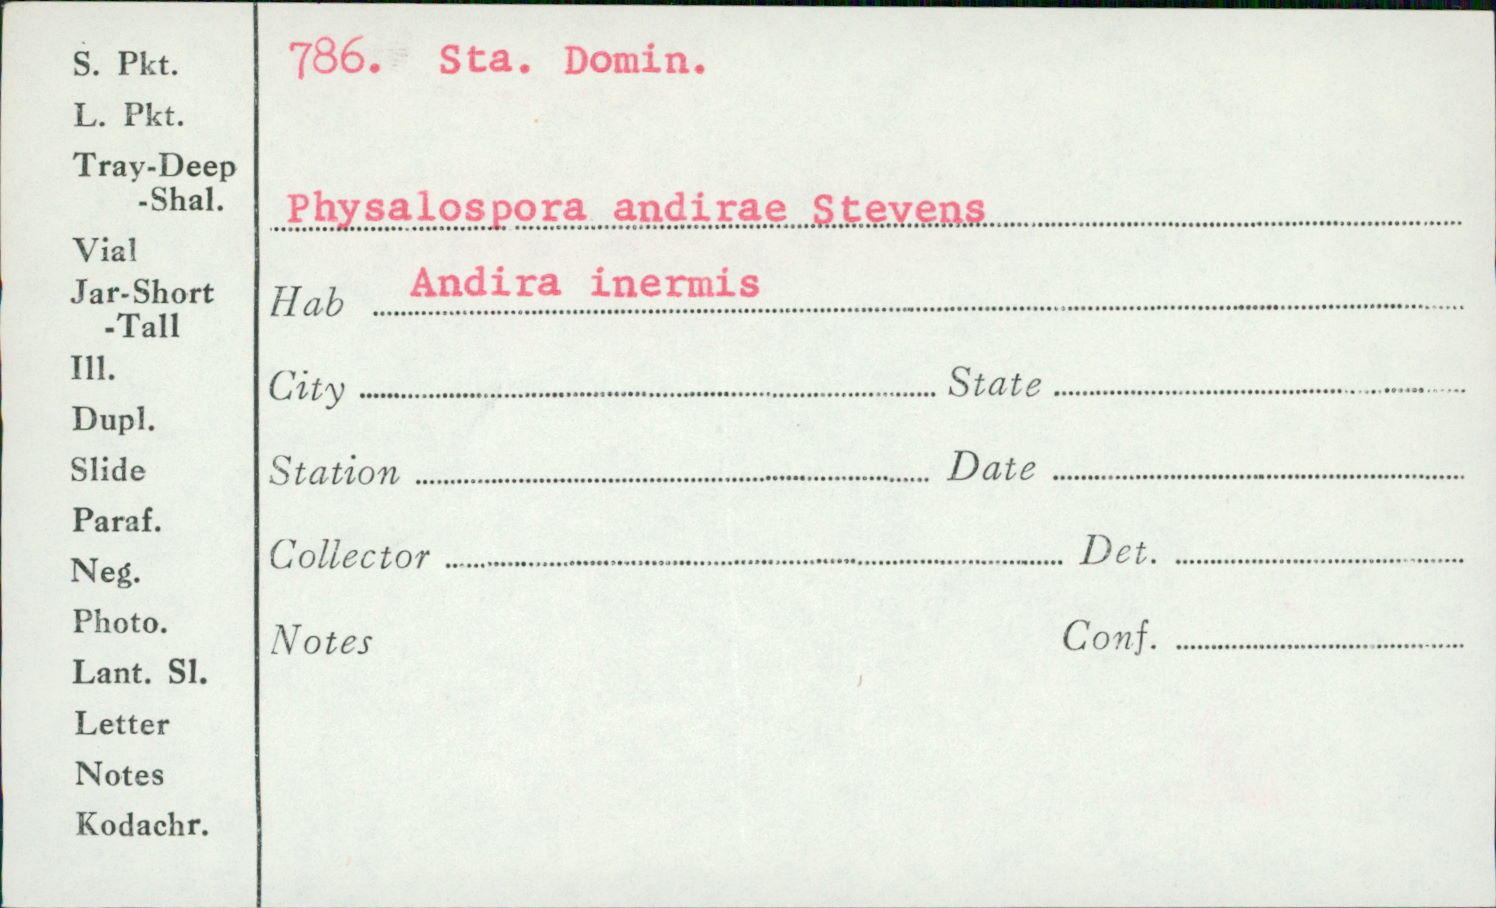 786. Sta. Domin.
Physalospora andirae Stevens
Hab Andira inermis
City State
Station Date
Collector Det.
Notes Conf.
S. Pkt.
L. Pkt.
Tray-Deep
-Shal.
Vial
Jar-Short
-Tall
Ill.
Dupl.
Slide
Paraf.
Neg.
Photo.
Lant. Sl.
Letter
Notes
Kodachr.